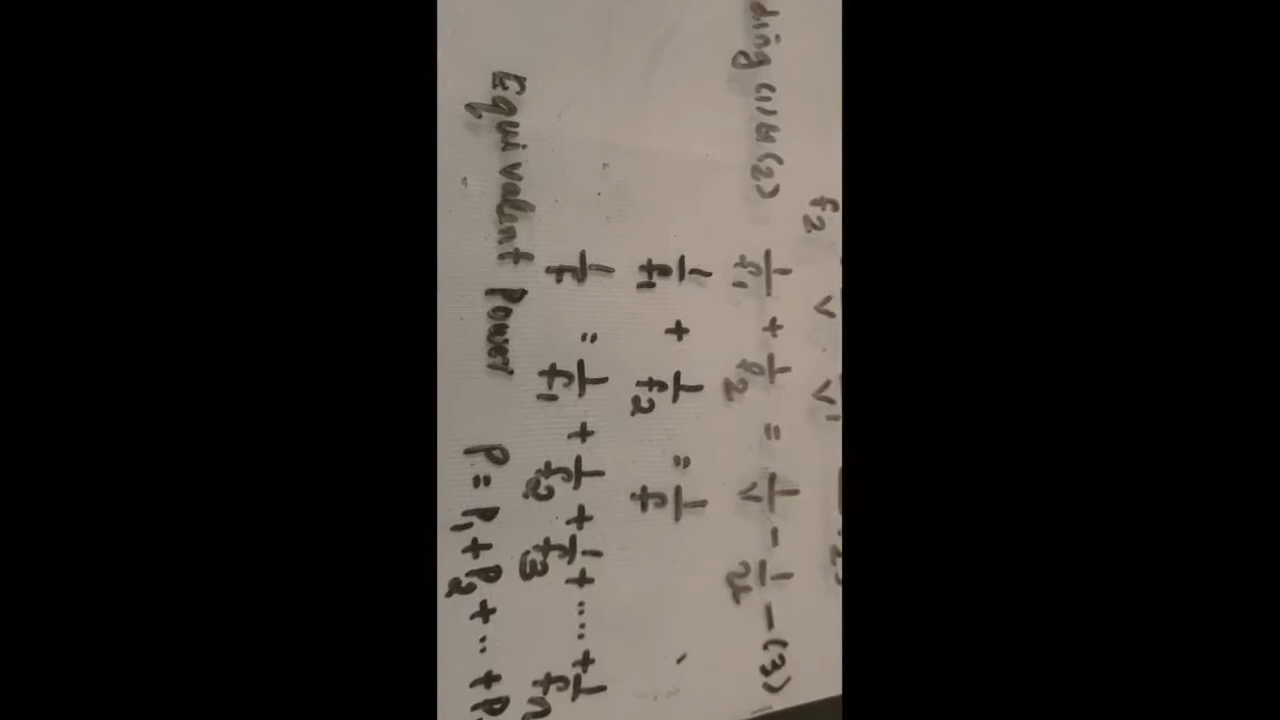 f2 v v'
ding (1) & (2) 1/f1 + 1/f2 = 1/v - 1/u - (3)
1/f1 + 1/f2 = 1/f
1/f = 1/f1 + 1/f2 + 1/f3 + ..... + 1/fn
Equivalent Power P = P1 + P2 + .. + P